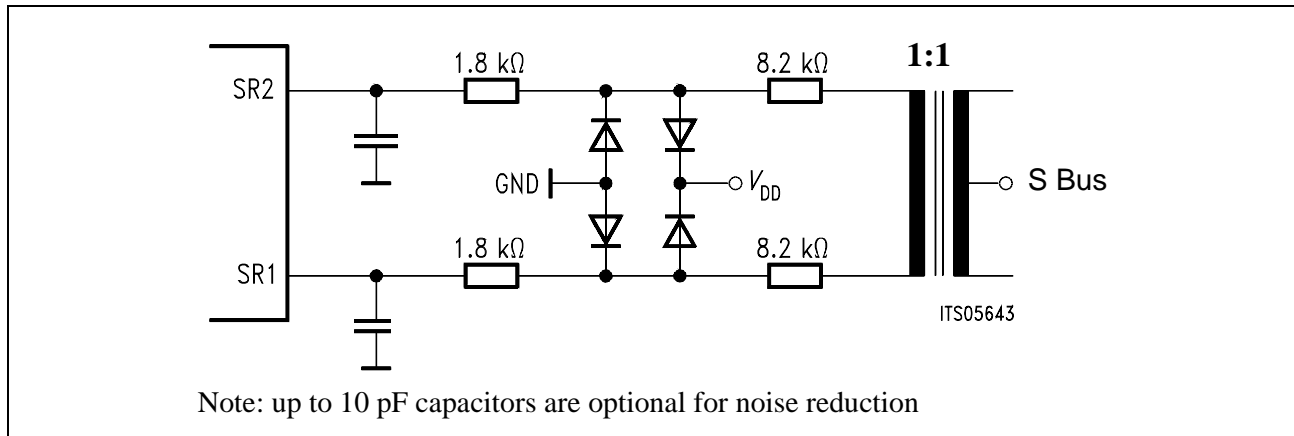 1:1
1.8 kΩ
8.2 kΩ
SR2
GND
VDD
S Bus
1.8 kΩ
8.2 kΩ
SR1
ITS05643
Note: up to 10 pF capacitors are optional for noise reduction